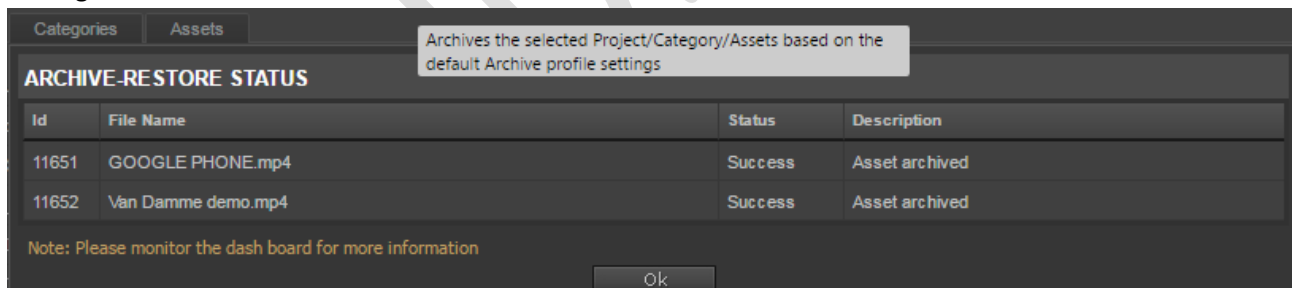 Categories Assets
Archives the selected Project/Category/Assets based on the
default Archive profile settings
ARCHIVE-RESTORE STATUS
Id File Name Status Description
11651 GOOGLE PHONE.mp4 Success Asset archived
11652 Van Damme demo.mp4 Success Asset archived
Note: Please monitor the dash board for more information
Ok